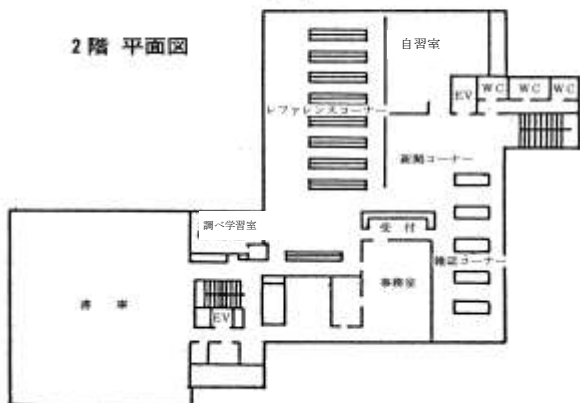 2階 平面図
自習室
EV
WC
WC
WC
レファレンスコーナー
新聞コーナー
調べ学習室
受付
雑誌コーナー
事務室
書庫
EV